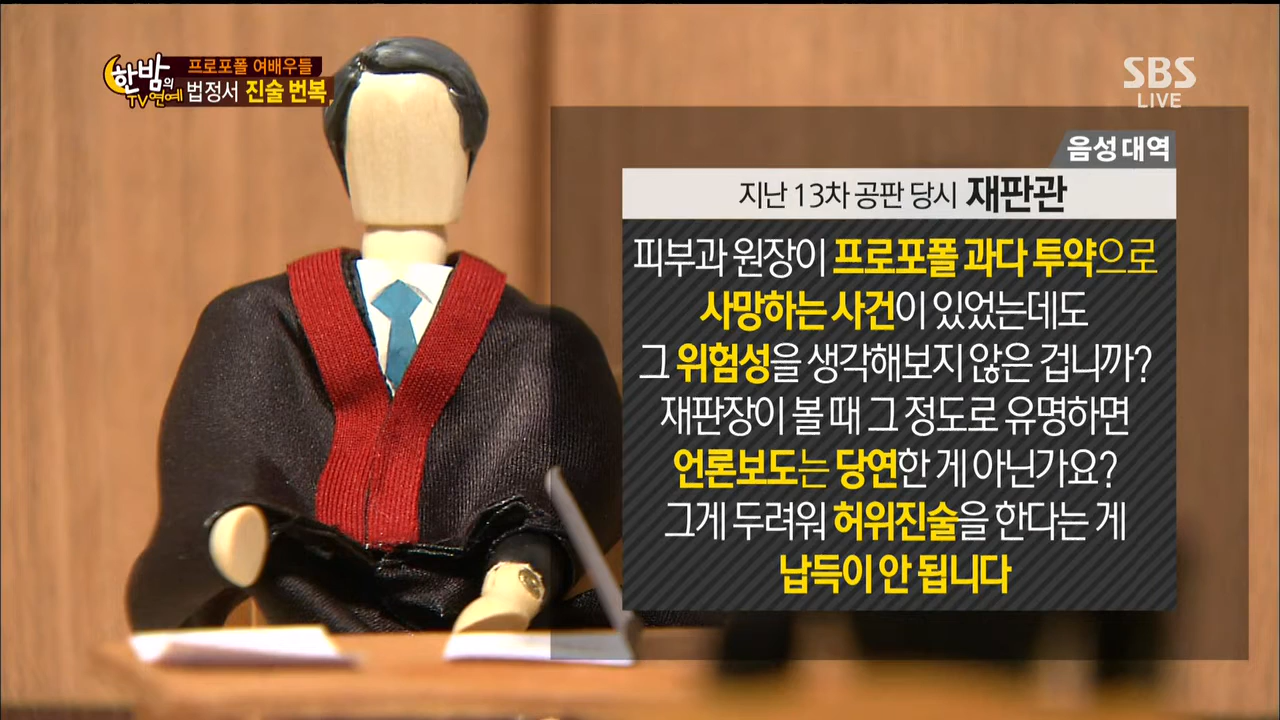 한밤의
TV연예
프로포폴 여배우들
법정서 진술 번복
SBS
LIVE
음성 대역
지난 13차 공판 당시 재판관
피부과 원장이 프로포폴 과다 투약으로
사망하는 사건이 있었는데도
그 위험성을 생각해보지 않은 겁니까?
재판장이 볼 때 그 정도로 유명하면
언론보도는 당연한 게 아닌가요?
그게 두려워 허위진술을 한다는 게
납득이 안 됩니다